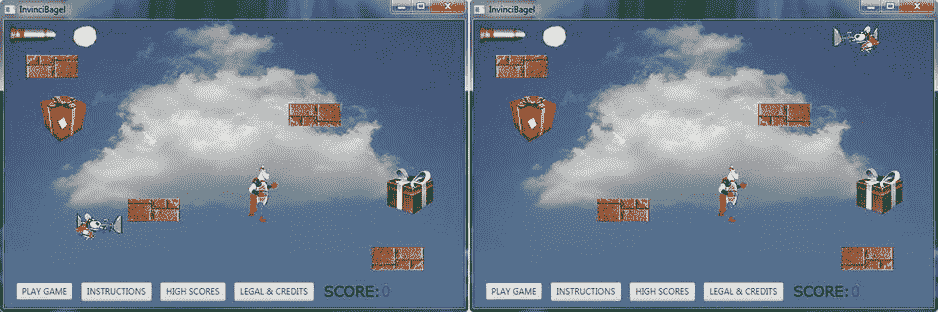 InvinciBagel
PLAY GAME INSTRUCTIONS HIGH SCORES LEGAL & CREDITS SCORE:0
InvinciBagel
PLAY GAME INSTRUCTIONS HIGH SCORES LEGAL & CREDITS SCORE:0